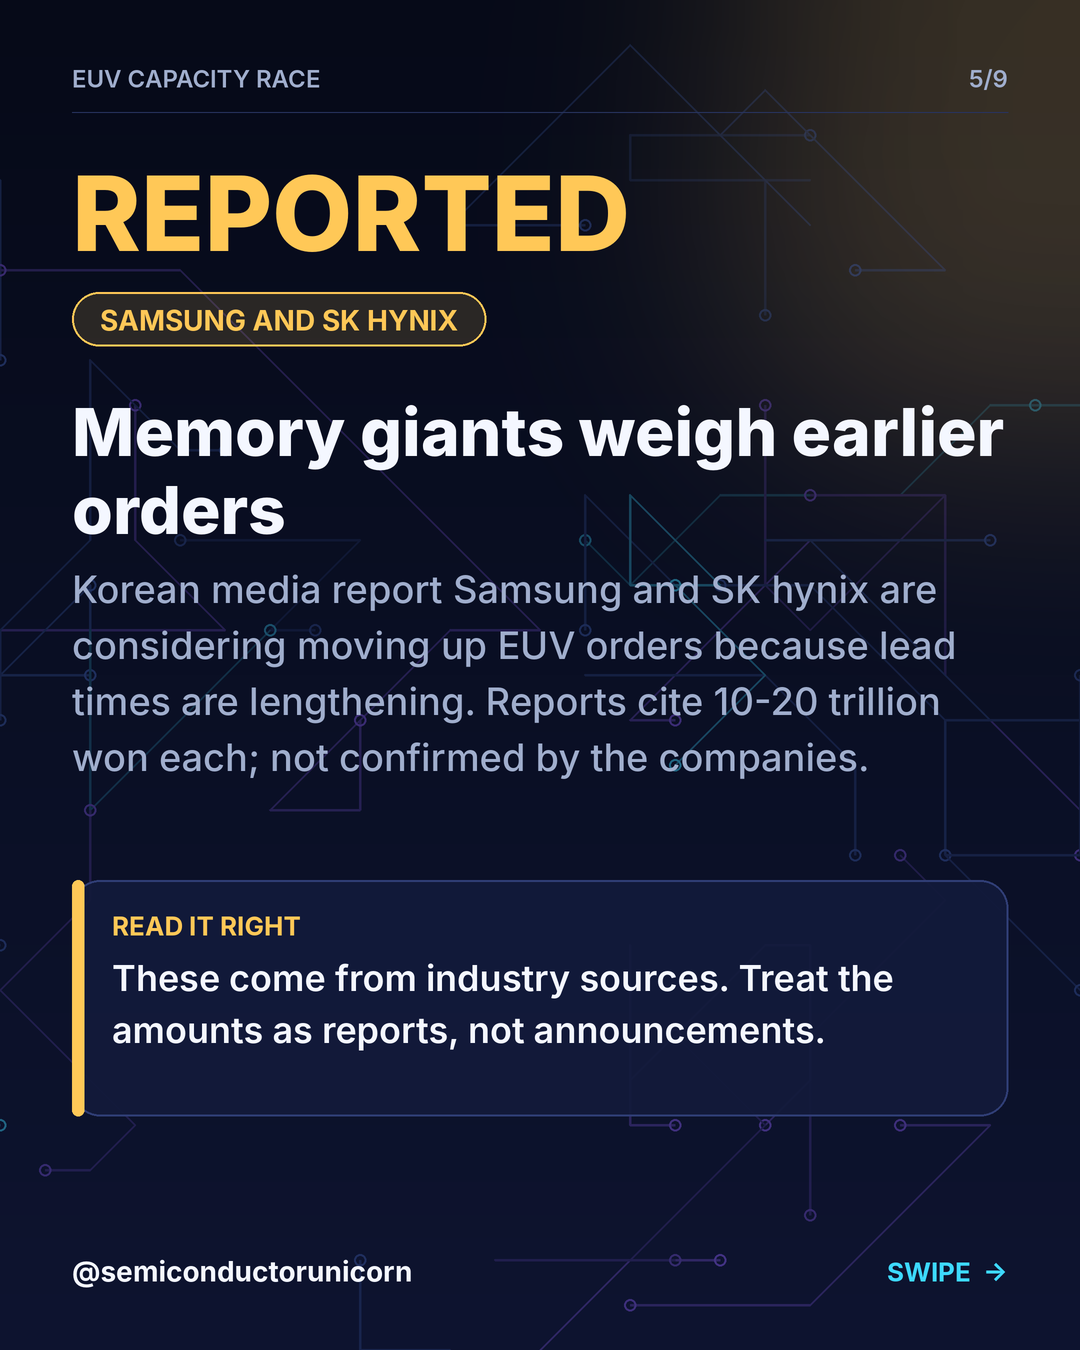 EUV CAPACITY RACE
5/9
REPORTED
SAMSUNG AND SK HYNIX
Memory giants weigh earlier
orders
Korean media report Samsung and SK hynix are
considering moving up EUV orders because lead
times are lengthening. Reports cite 10-20 trillion
won each; not confirmed by the companies.
READ IT RIGHT
These come from industry sources. Treat the
amounts as reports, not announcements.
@semiconductorunicorn
SWIPE →